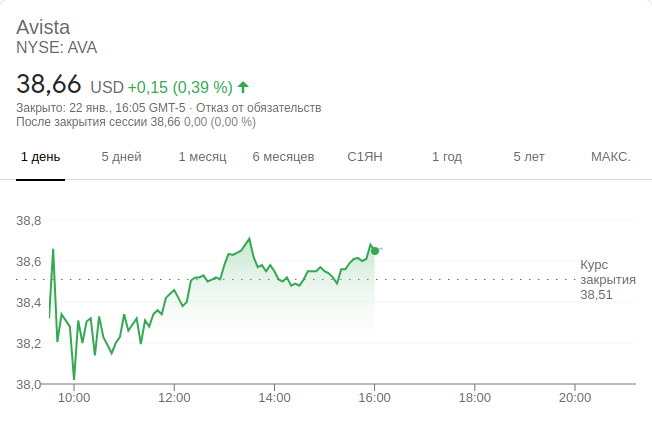 Avista
NYSE: AVA
38,66 USD +0,15 (0,39 %)
Закрыто: 22 янв., 16:05 GMT-5 · Отказ от обязательств
После закрытия сессии 38,66 0,00 (0,00 %)
1 день 5 дней 1 месяц 6 месяцев С1ЯН 1 год 5 лет МАКС.
38,8
38,6
Курс
закрытия
38,51
38,4
38,2
38,0
10:00 12:00 14:00 16:00 18:00 20:00